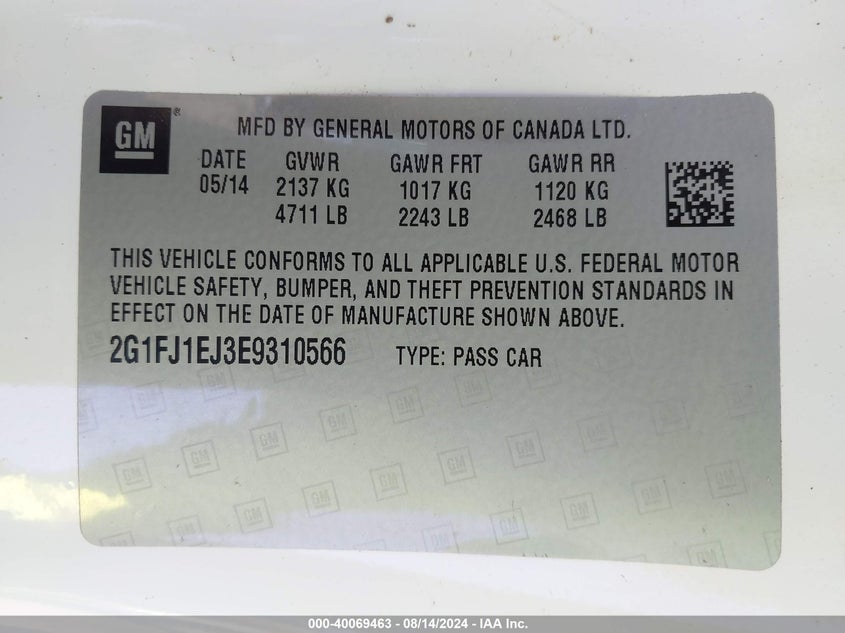 GM ®
MFD BY GENERAL MOTORS OF CANADA LTD.
DATE GVWR GAWR FRT GAWR RR
05/14 2137 KG 1017 KG 1120 KG
4711 LB 2243 LB 2468 LB
THIS VEHICLE CONFORMS TO ALL APPLICABLE U.S. FEDERAL MOTOR
VEHICLE SAFETY, BUMPER, AND THEFT PREVENTION STANDARDS IN
EFFECT ON THE DATE OF MANUFACTURE SHOWN ABOVE.
2G1FJ1EJ3E9310566 TYPE: PASS CAR
000-40069463 - 08/14/2024 - IAA Inc.